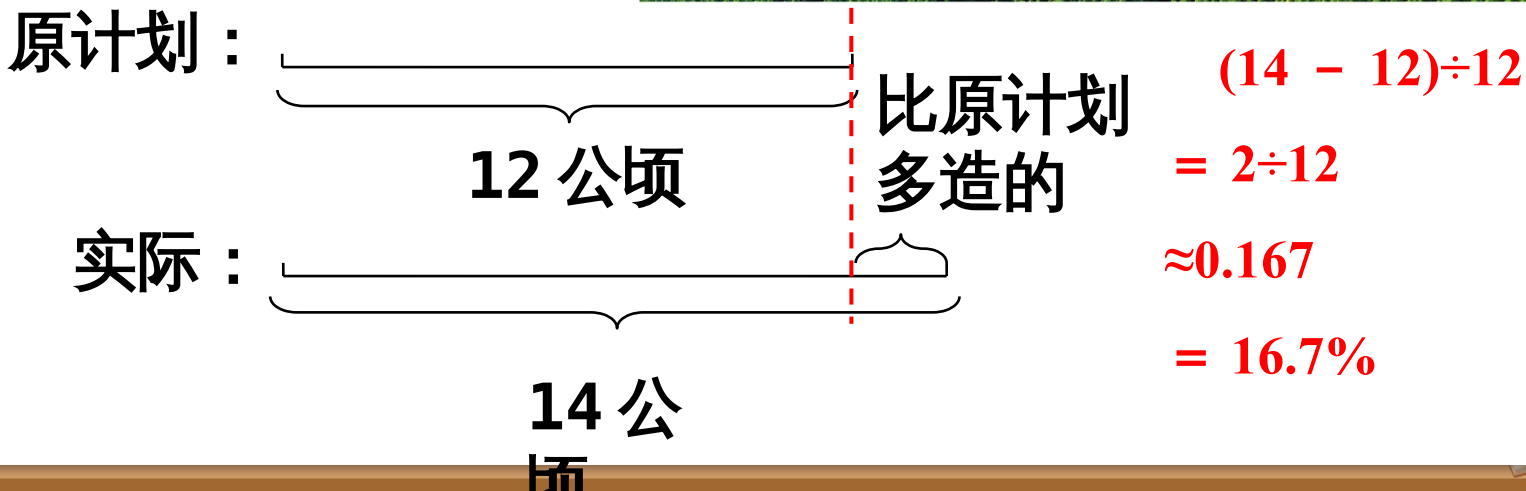 原计划：
12 公顷
比原计划
多造的
实际：
14 公
顷
(14 － 12)÷12
＝ 2÷12
≈0.167
＝ 16.7%